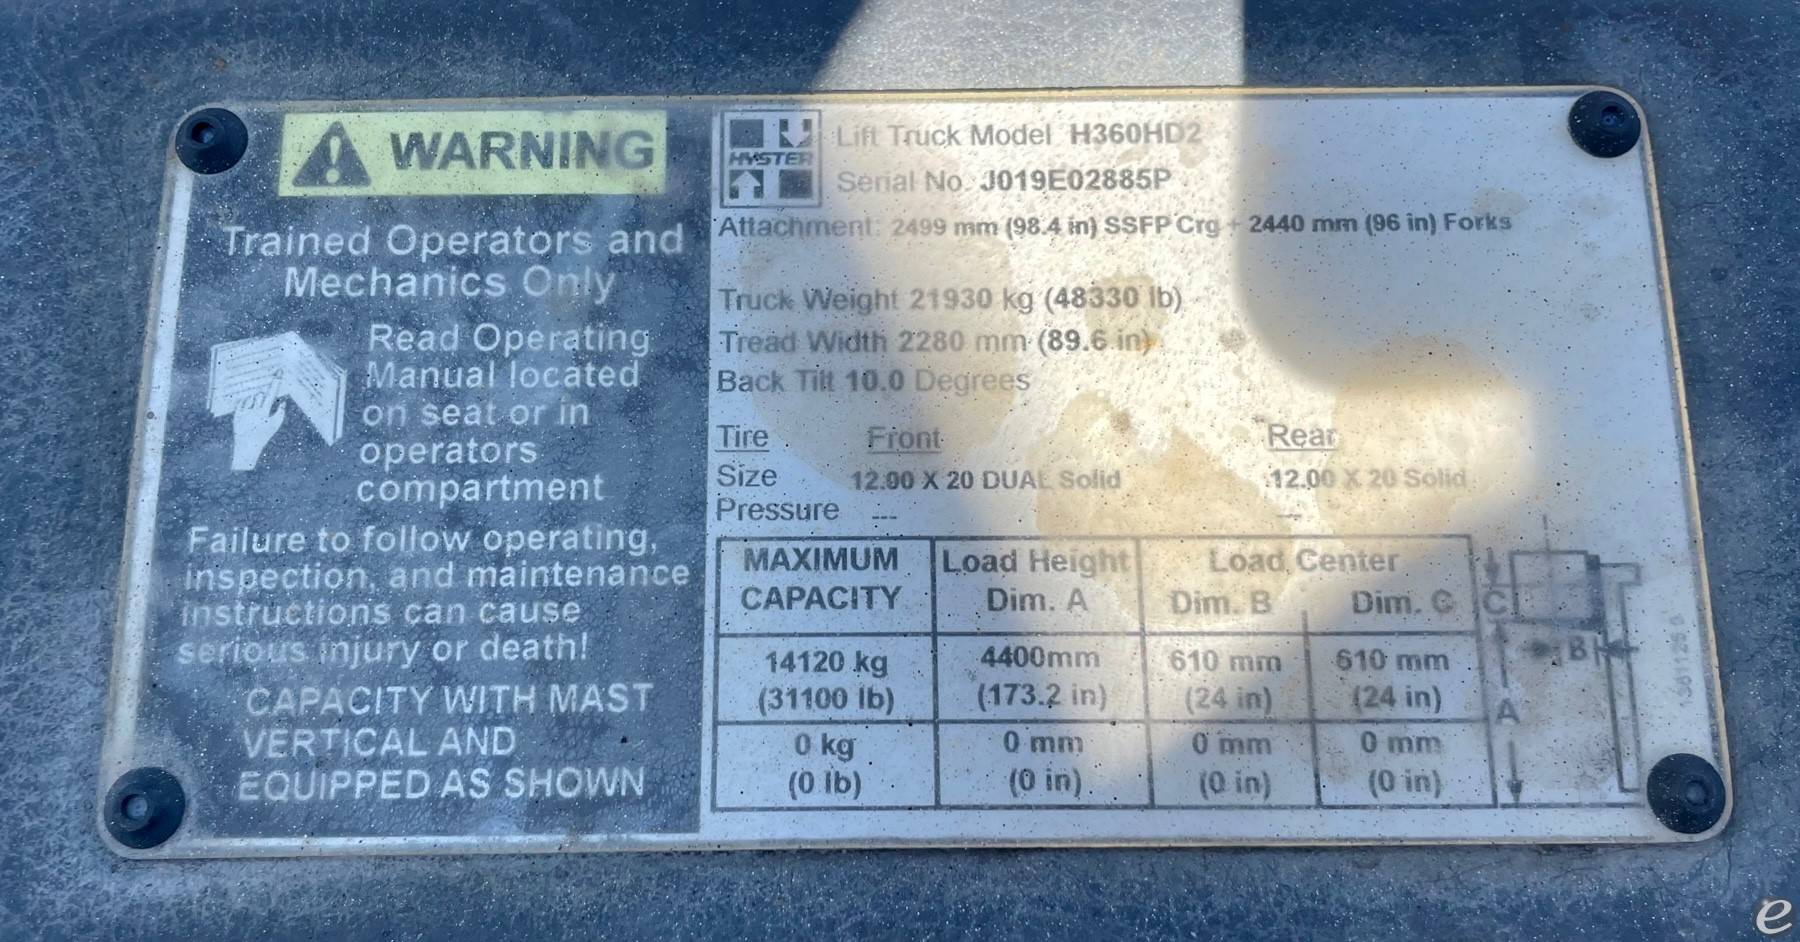 WARNING
Trained Operators and
Mechanics Only
Read Operating
Manual located
on seat or in
operators
compartment
Failure to follow operating,
inspection, and maintenance
instructions can cause
serious injury or death!
CAPACITY WITH MAST
VERTICAL AND
EQUIPPED AS SHOWN
HYSTER
Lift Truck Model H360HD2
Serial No. J019E02885P
Attachment: 2499 mm (98.4 in) SSFP Crg + 2440 mm (96 in) Forks
Truck Weight 21930 kg (48330 lb)
Tread Width 2280 mm (89.6 in)
Back Tilt 10.0 Degrees
Tire Front Rear
Size 12.00 X 20 DUAL Solid 12.00 X 20 Solid
Pressure --- ---
MAXIMUM Load Height Load Center
CAPACITY Dim. A Dim. B Dim. C
14120 kg 4400mm 610 mm 610 mm
(31100 lb) (173.2 in) (24 in) (24 in)
0 kg 0 mm 0 mm 0 mm
(0 lb) (0 in) (0 in) (0 in)
C
B
A
e